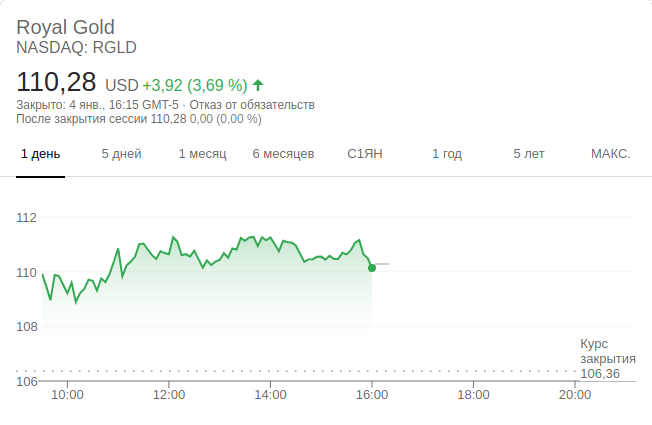 Royal Gold
NASDAQ: RGLD
110,28 USD +3,92 (3,69 %)
Закрыто: 4 янв., 16:15 GMT-5 · Отказ от обязательств
После закрытия сессии 110,28 0,00 (0,00 %)
1 день 5 дней 1 месяц 6 месяцев С1ЯН 1 год 5 лет МАКС.
112
110
108
Курс
закрытия
106,36
106
10:00 12:00 14:00 16:00 18:00 20:00